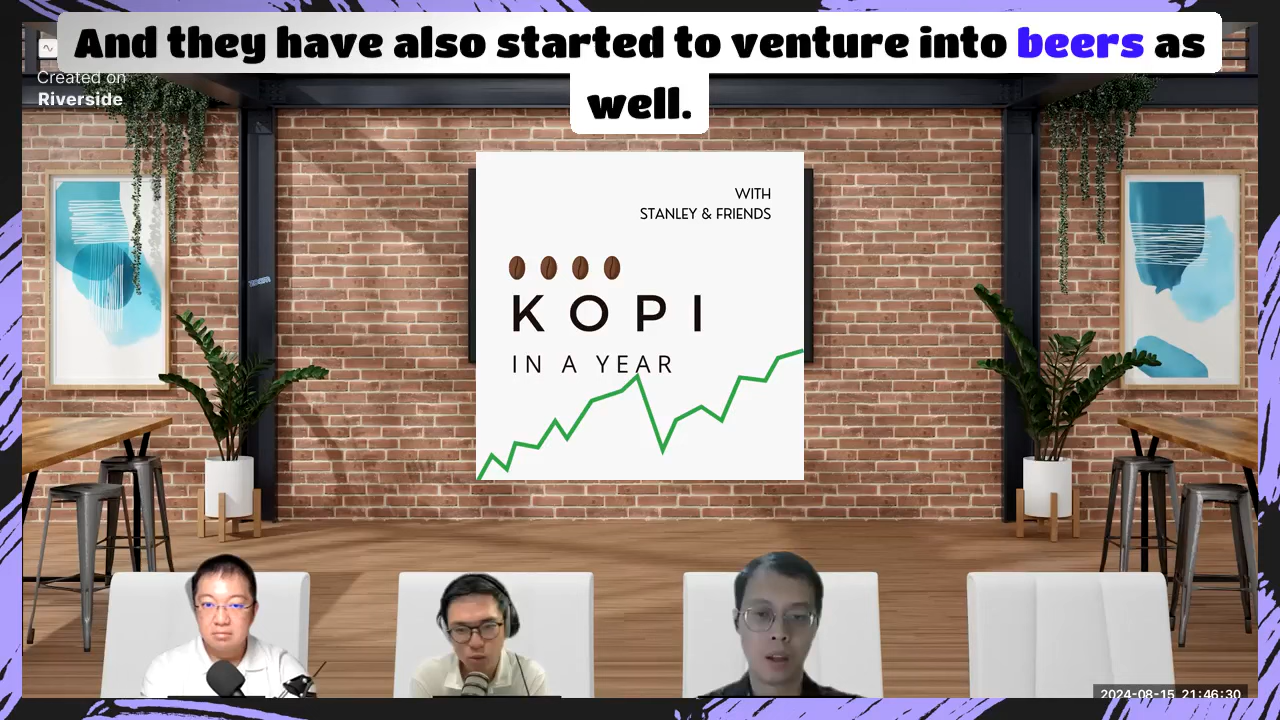 And they have also started to venture into beers as
well.
Created on
Riverside
WITH
STANLEY & FRIENDS
KOPI
IN A YEAR
2024-08-15 21:46:30